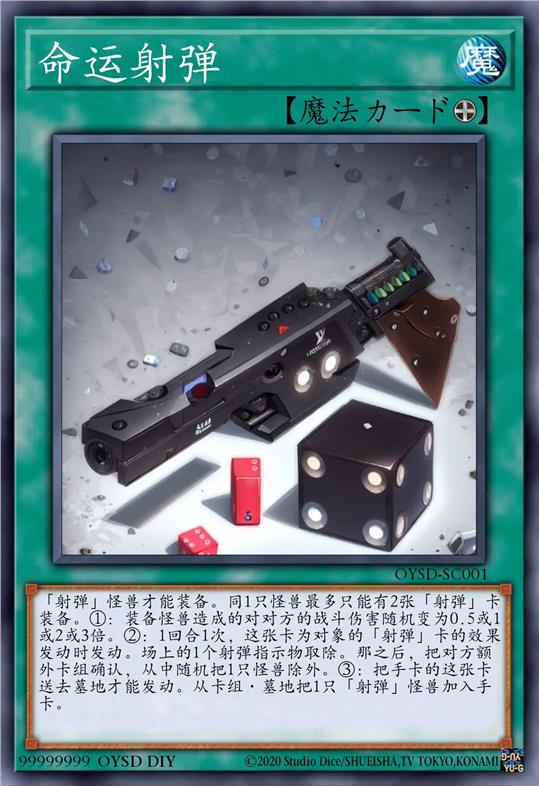 命运射弹
魔
【魔法カード】
OYSD-SC001
「射弹」怪兽才能装备。同1只怪兽最多只能有2张「射弹」卡
装备。①：装备怪兽造成的对对方的战斗伤害随机变为0.5或1
或2或3倍。②：1回合1次，这张卡为对象的「射弹」卡的效果
发动时发动。场上的1个射弹指示物取除。那之后，把对方额
外卡组确认，从中随机把1只怪兽除外。③：把手卡的这张卡
送去墓地才能发动。从卡组·墓地把1只「射弹」怪兽加入手
卡。
99999999 OYSD DIY
©2020 Studio Dice/SHUEISHA,TV TOKYO,KONAMI